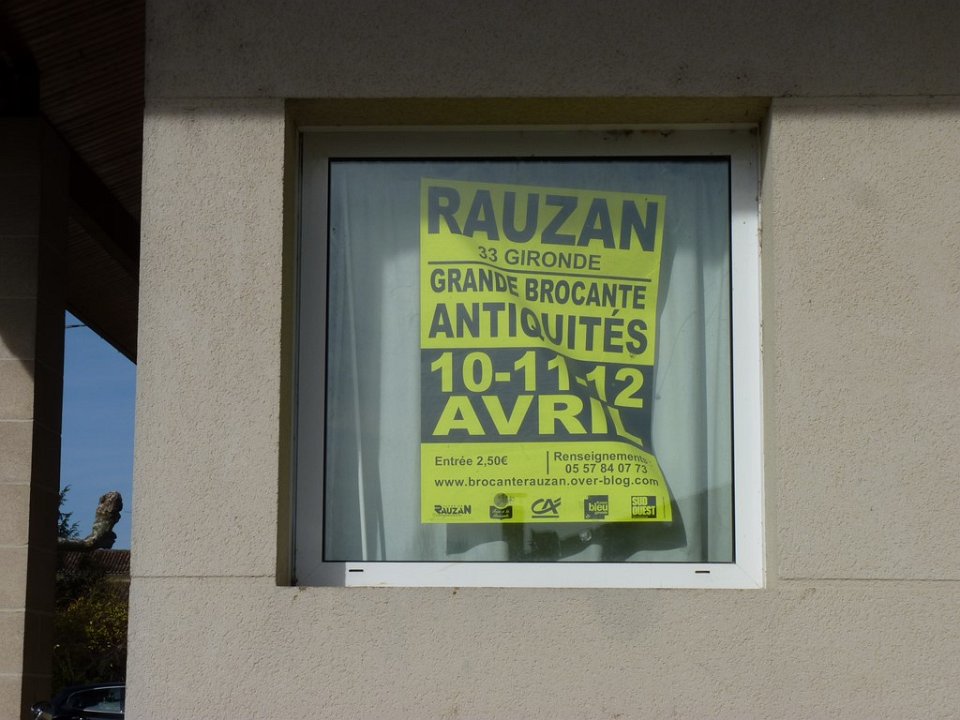 RAUZAN
33 GIRONDE
GRANDE BROCANTE
ANTIQUITÉS
10-11-12
AVRIL
Entrée 2,50€
Renseignements:
05 57 84 07 73
www.brocanterauzan.over-blog.com
RAUZAN
CA
bleu
SUD
OUEST